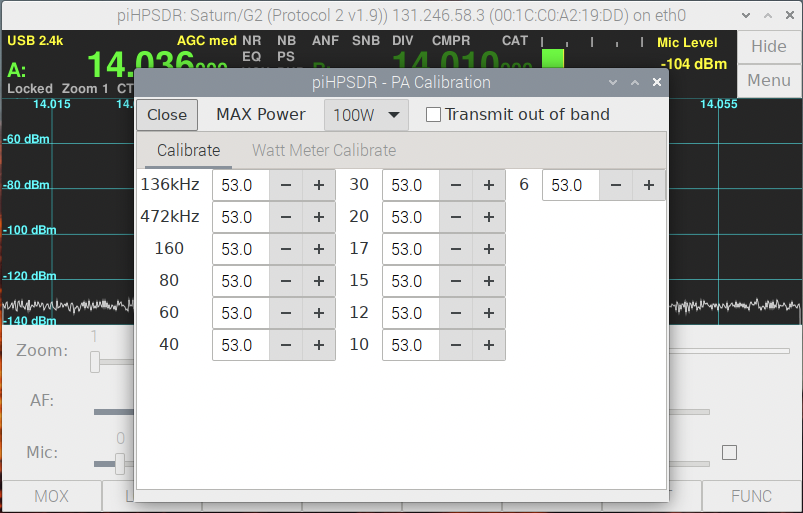 piHPSDR: Saturn/G2 (Protocol 2 v1.9)) 131.246.58.3 (00:1C:C0:A2:19:DD) on eth0
USB 2.4k AGC med NR NB ANF SNB DIV CMPR CAT Mic Level Hide
EQ PS
A: 14.036 14.010 -104 dBm
Locked Zoom 1 CT Menu
14.015 14.055
piHPSDR - PA Calibration
Close MAX Power 100W Transmit out of band
Calibrate Watt Meter Calibrate
136kHz 53.0 − + 30 53.0 − + 6 53.0 − +
472kHz 53.0 − + 20 53.0 − +
160 53.0 − + 17 53.0 − +
80 53.0 − + 15 53.0 − +
60 53.0 − + 12 53.0 − +
40 53.0 − + 10 53.0 − +
-60 dBm
-80 dBm
-100 dBm
-120 dBm
-140 dBm
Zoom: 1
AF:
Mic: 0
MOX FUNC